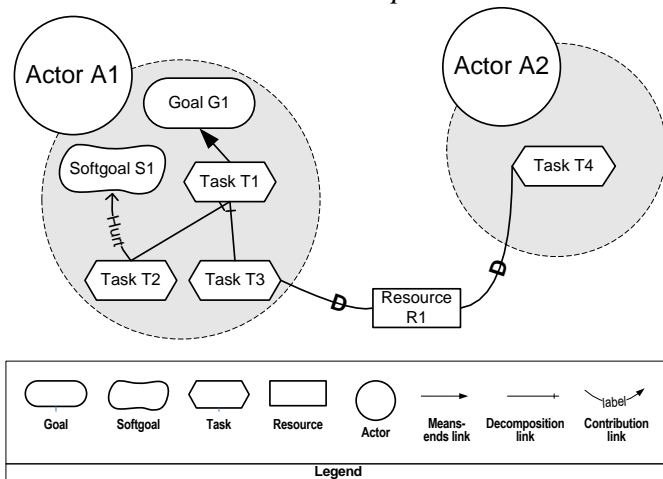 Actor A1
Actor A2
Goal G1
Softgoal S1
Task T1
Task T4
Hurt
Task T2
Task T3
D
D
Resource
R1
label
Goal
Softgoal
Task
Resource
Actor
Means-
ends link
Decomposition
link
Contribution
link
Legend